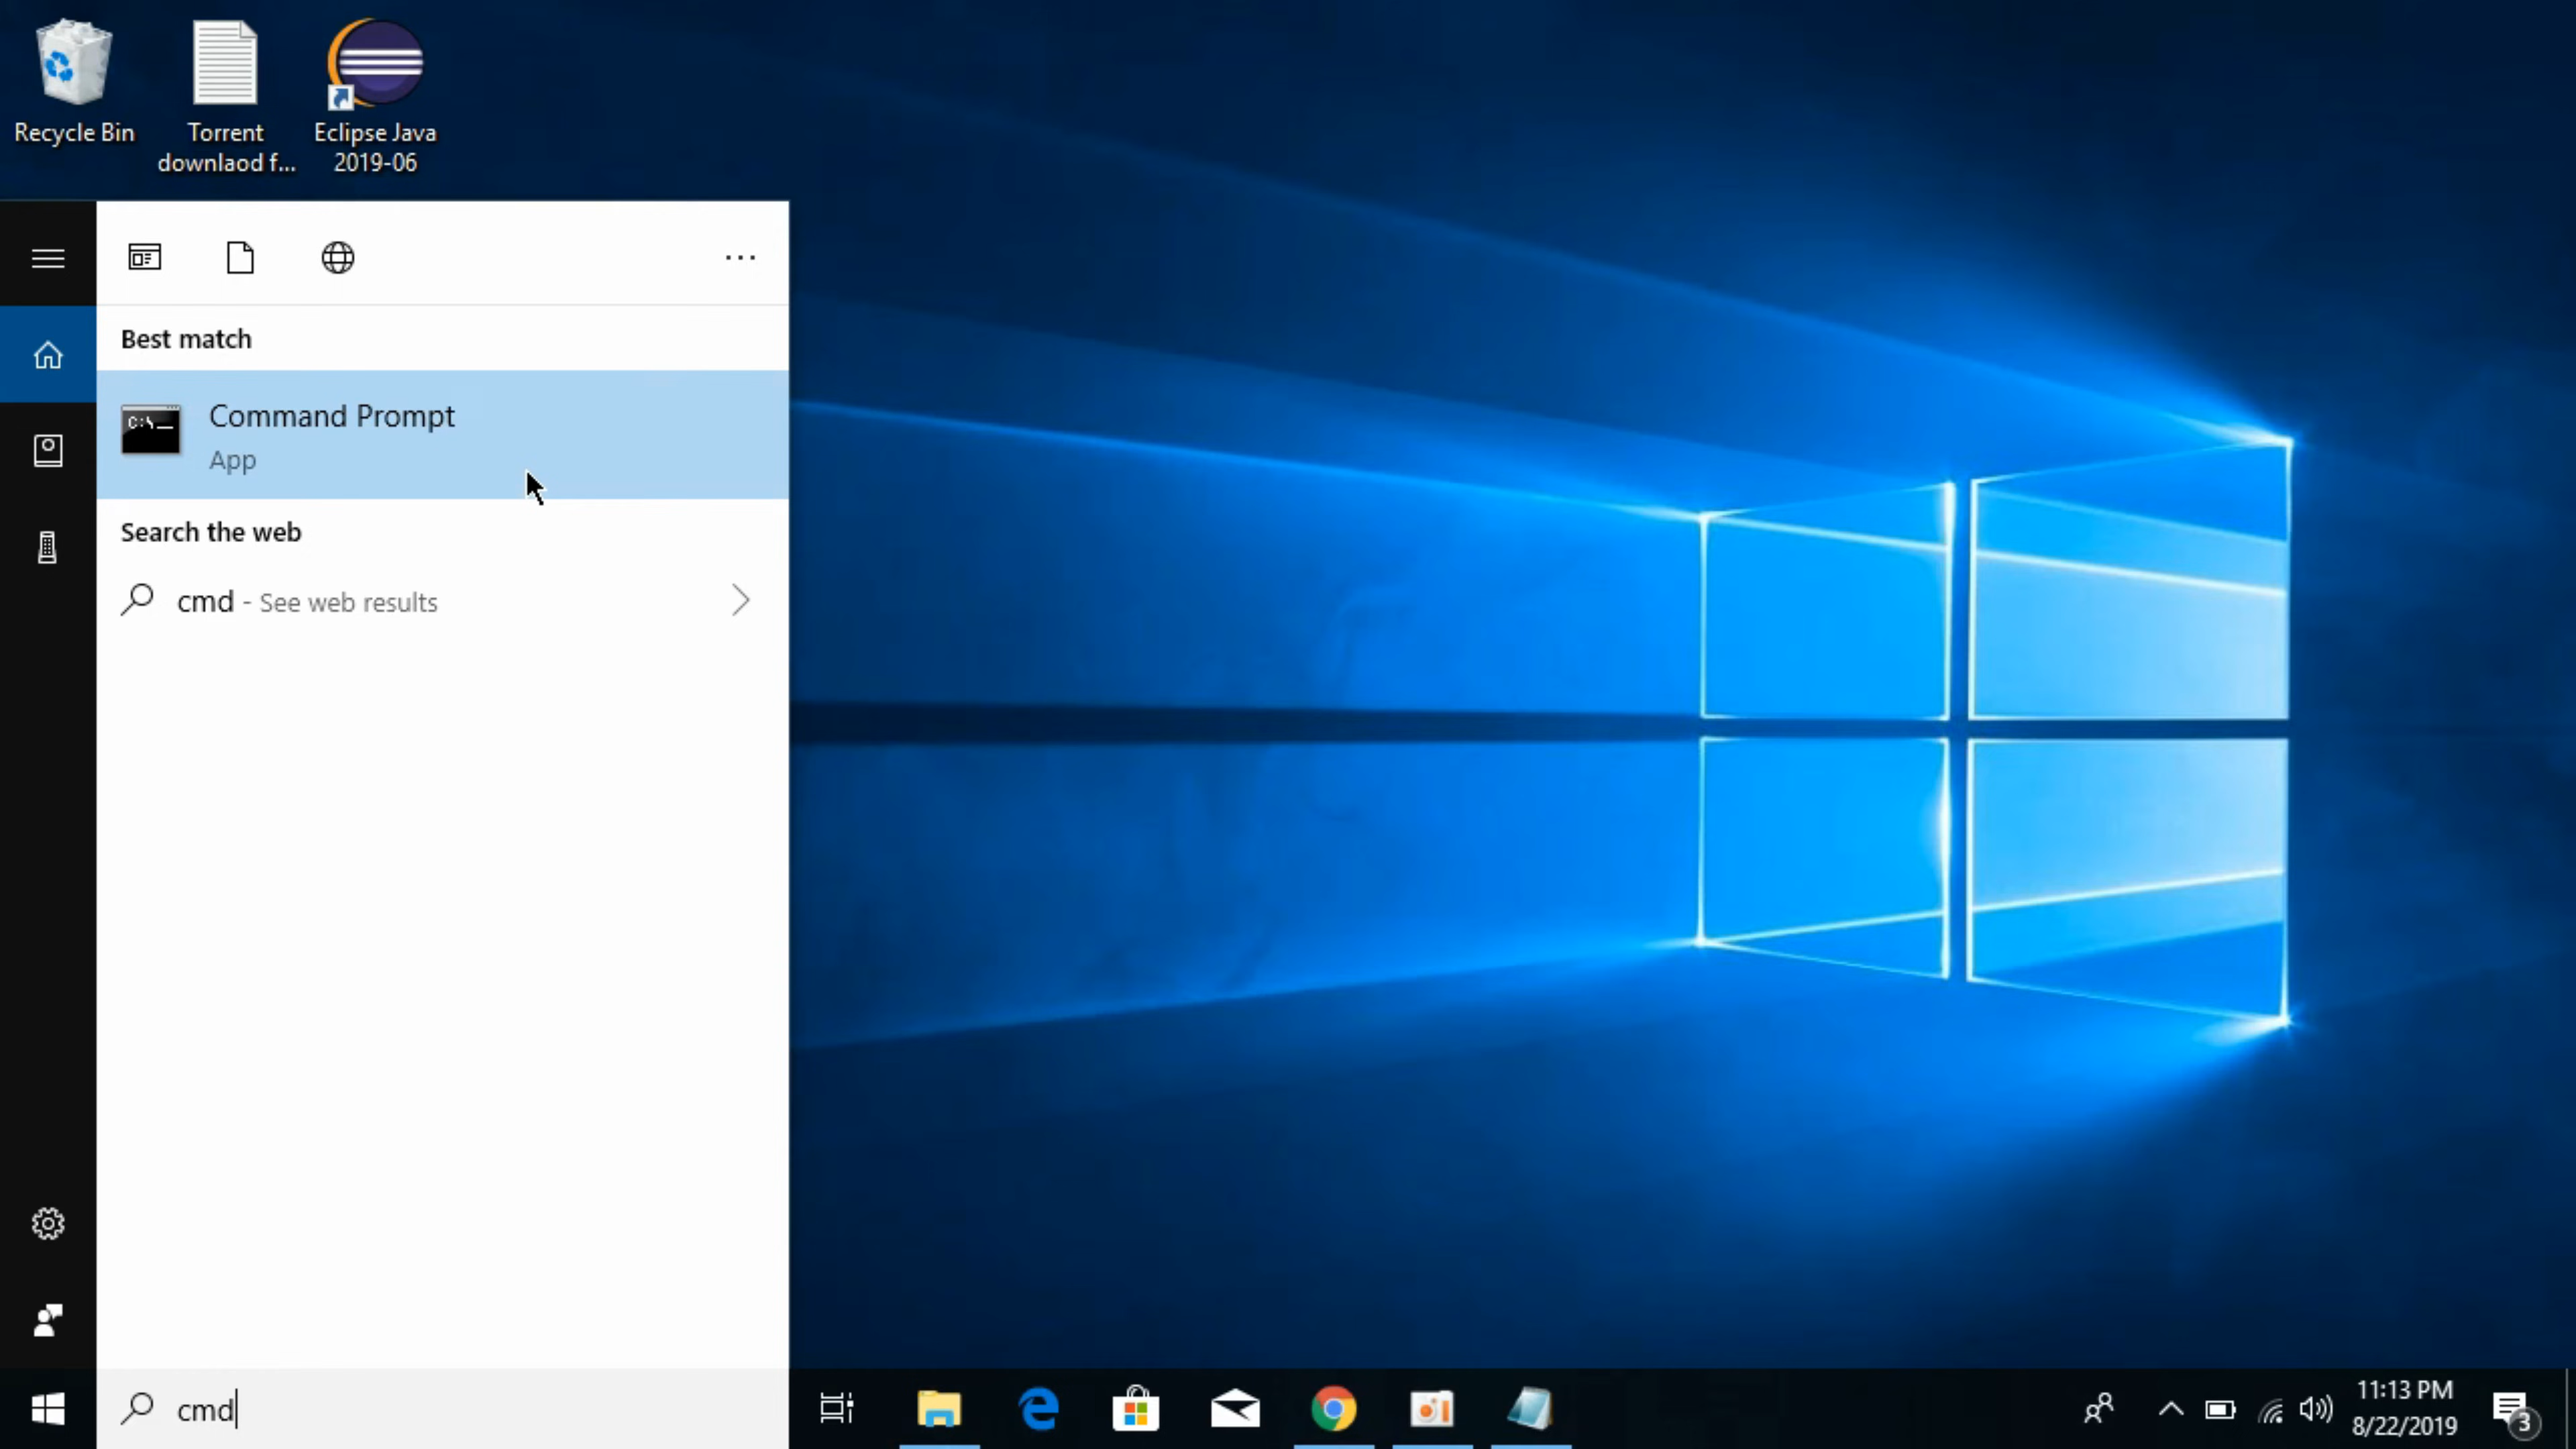 Recycle Bin
Torrent
downlaod f...
Eclipse Java
2019-06
Best match
C:\_
Command Prompt
App
Search the web
cmd - See web results
cmd
11:13 PM
8/22/2019
3